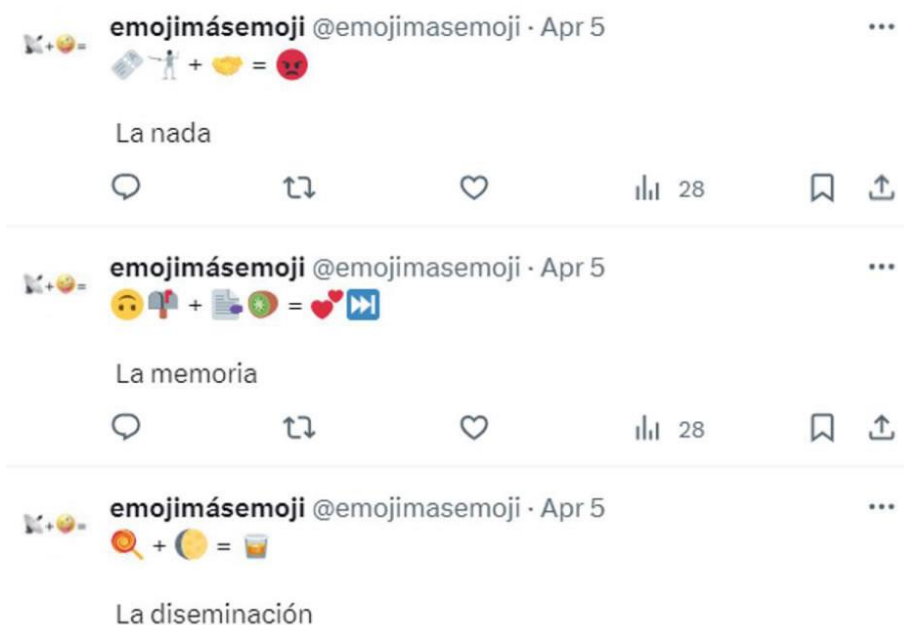 emojimásemoji @emojimasemoji · Apr 5
🗞️🤺 + 🤝 = 😡
La nada
28
emojimásemoji @emojimasemoji · Apr 5
🙃📬 + 📄🥝 = 💕⏭️
La memoria
28
emojimásemoji @emojimasemoji · Apr 5
🍭 + 🌔 = 🥃
La diseminación